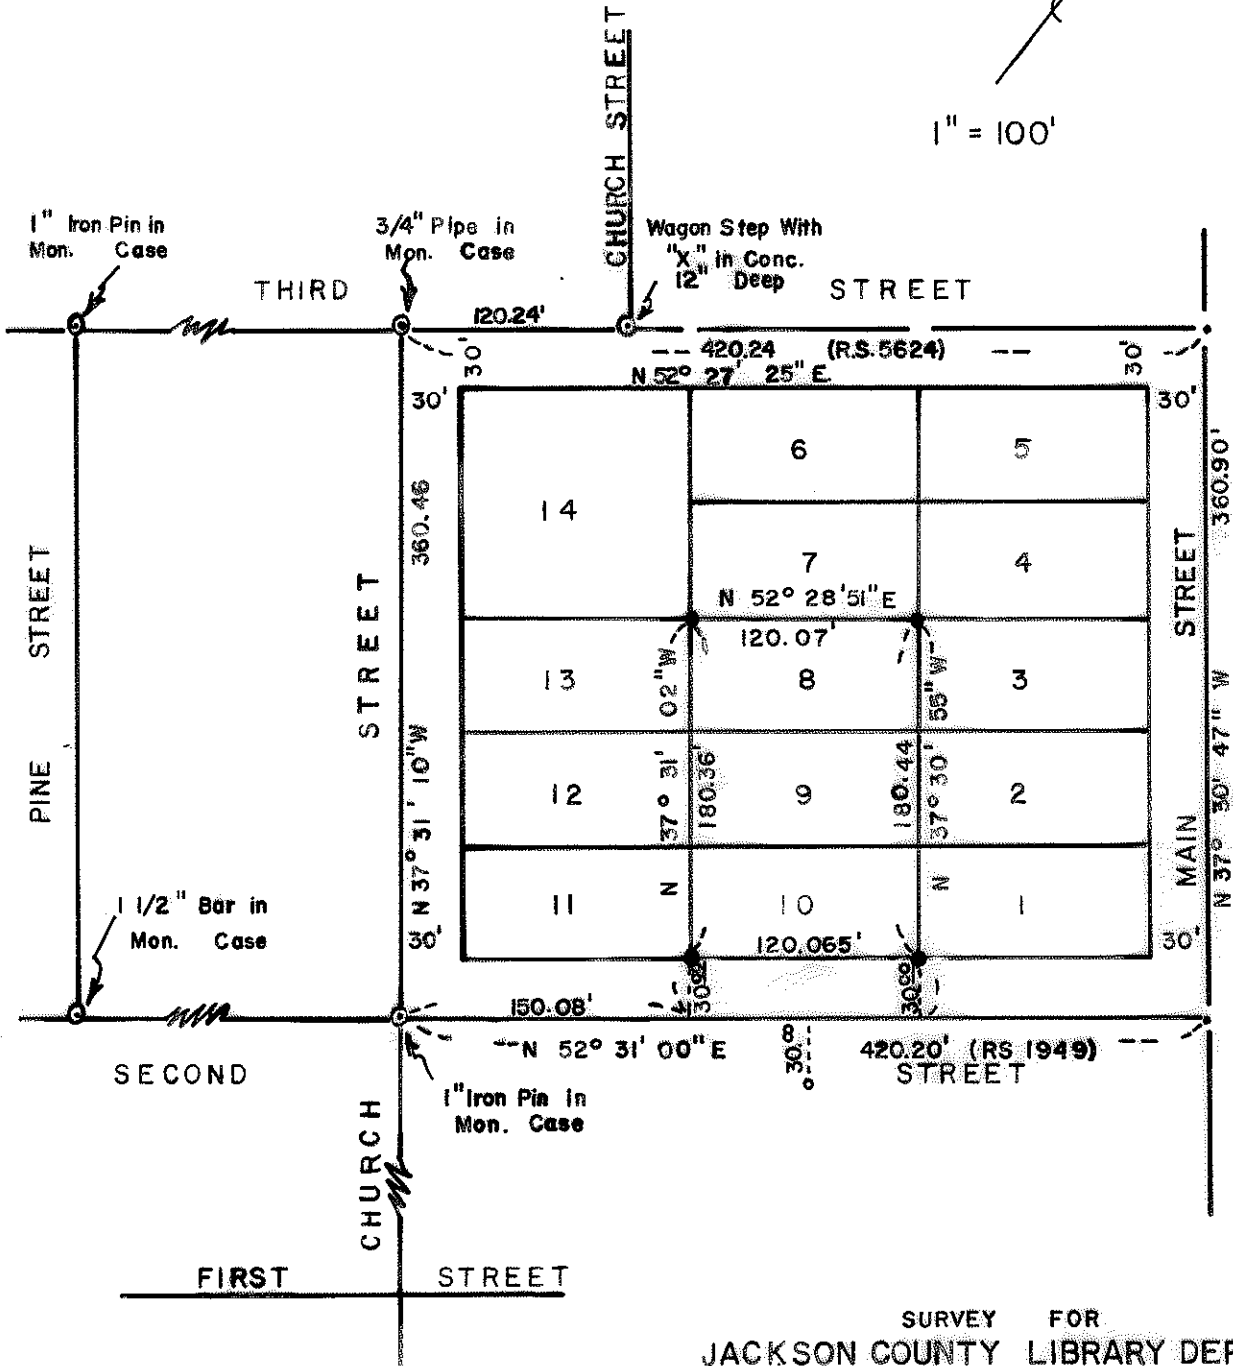 1" = 100'
CHURCH STREET
1" Iron Pin in
Mon. Case
3/4" Pipe in
Mon. Case
Wagon Step With
"X" in Conc.
12" Deep
THIRD
STREET
120.24'
420.24 (R.S. 5624)
N 52° 27' 25" E.
30'
30'
30'
30'
6
5
14
7
4
N 52° 28' 51" E
120.07'
13
8
3
12
9
2
11
10
1
120.065'
360.46
N 37° 31' 10" W
STREET
PINE STREET
N 37° 31' 02" W
180.36'
180.44
N 37° 30' 55" W
MAIN STREET
360.90'
N 37° 30' 47" W
1 1/2" Bar in
Mon. Case
30'
30'
150.08'
30.00
N 52° 31' 00" E
30.8
420.20' (RS 1949)
SECOND
STREET
1" Iron Pin in
Mon. Case
CHURCH
FIRST STREET
SURVEY FOR
JACKSON COUNTY LIBRARY